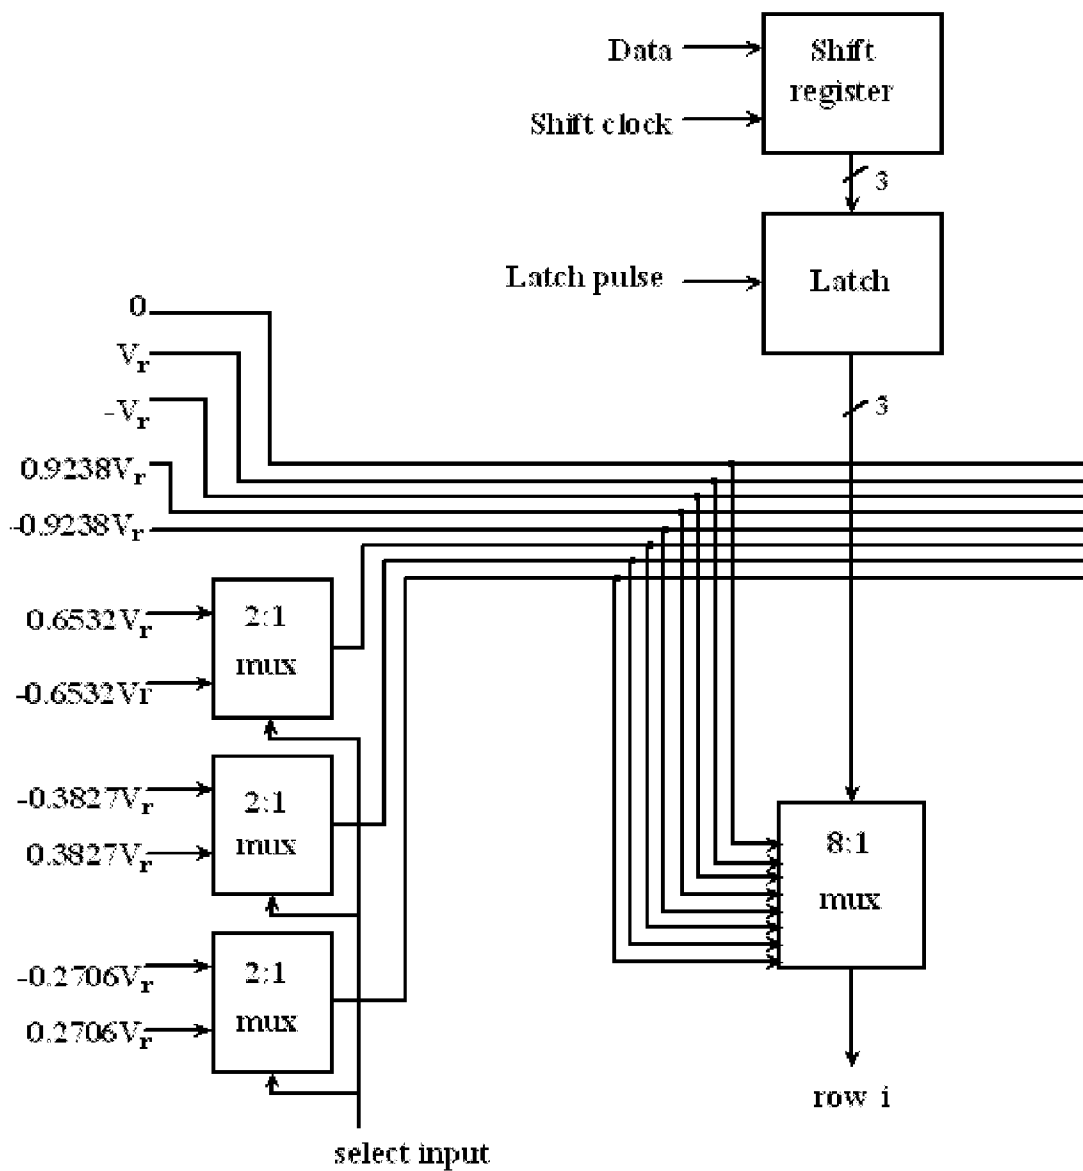 Data
Shift
register
Shift clock
3
Latch pulse
Latch
0
Vr
-Vr
3
0.9238Vr
-0.9238Vr
0.6532Vr
2:1
mux
-0.6532Vr
-0.3827Vr
2:1
mux
0.3827Vr
8:1
mux
-0.2706Vr
2:1
mux
0.2706Vr
row i
select input